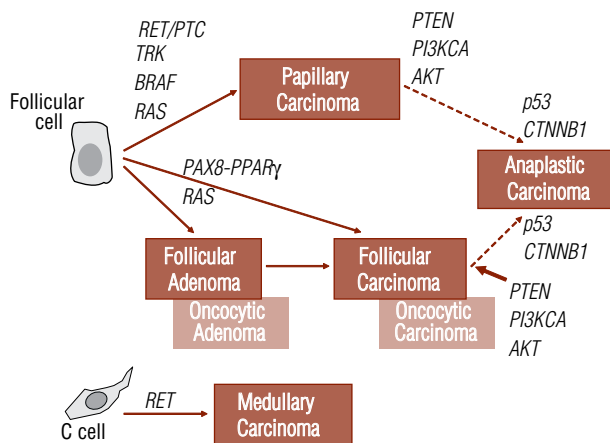 RET/PTC
TRK
BRAF
RAS
PTEN
PI3KCA
AKT
Follicular
cell
Papillary
Carcinoma
p53
CTNNB1
Anaplastic
Carcinoma
PAX8-PPARγ
RAS
p53
CTNNB1
Follicular
Adenoma
Follicular
Carcinoma
Oncocytic
Adenoma
Oncocytic
Carcinoma
PTEN
PI3KCA
AKT
RET
C cell
Medullary
Carcinoma